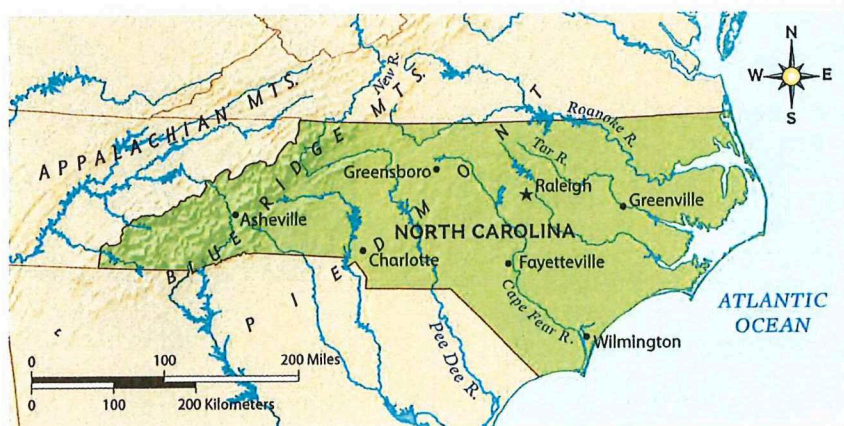 N
W E
S
APPALACHIAN MTS.
New R.
BLUE RIDGE MTS.
PIEDMONT
Roanoke R.
Tar R.
Greensboro
Raleigh
Greenville
Asheville
NORTH CAROLINA
Charlotte
Fayetteville
Cape Fear R.
Pee Dee R.
Wilmington
ATLANTIC
OCEAN
0 100 200 Miles
0 100 200 Kilometers